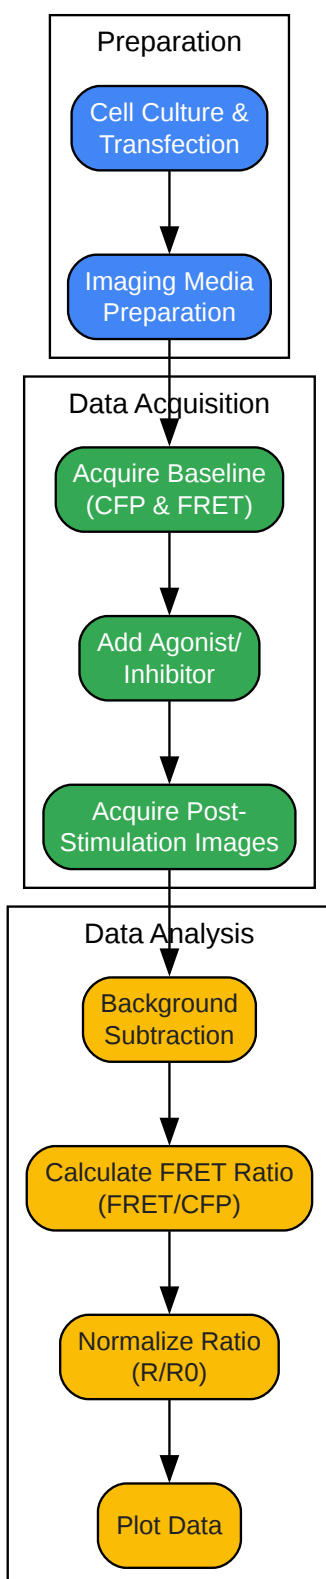 Preparation
Cell Culture &
Transfection
Imaging Media
Preparation
Data Acquisition
Acquire Baseline
(CFP & FRET)
Add Agonist/
Inhibitor
Acquire Post-
Stimulation Images
Data Analysis
Background
Subtraction
Calculate FRET Ratio
(FRET/CFP)
Normalize Ratio
(R/R0)
Plot Data